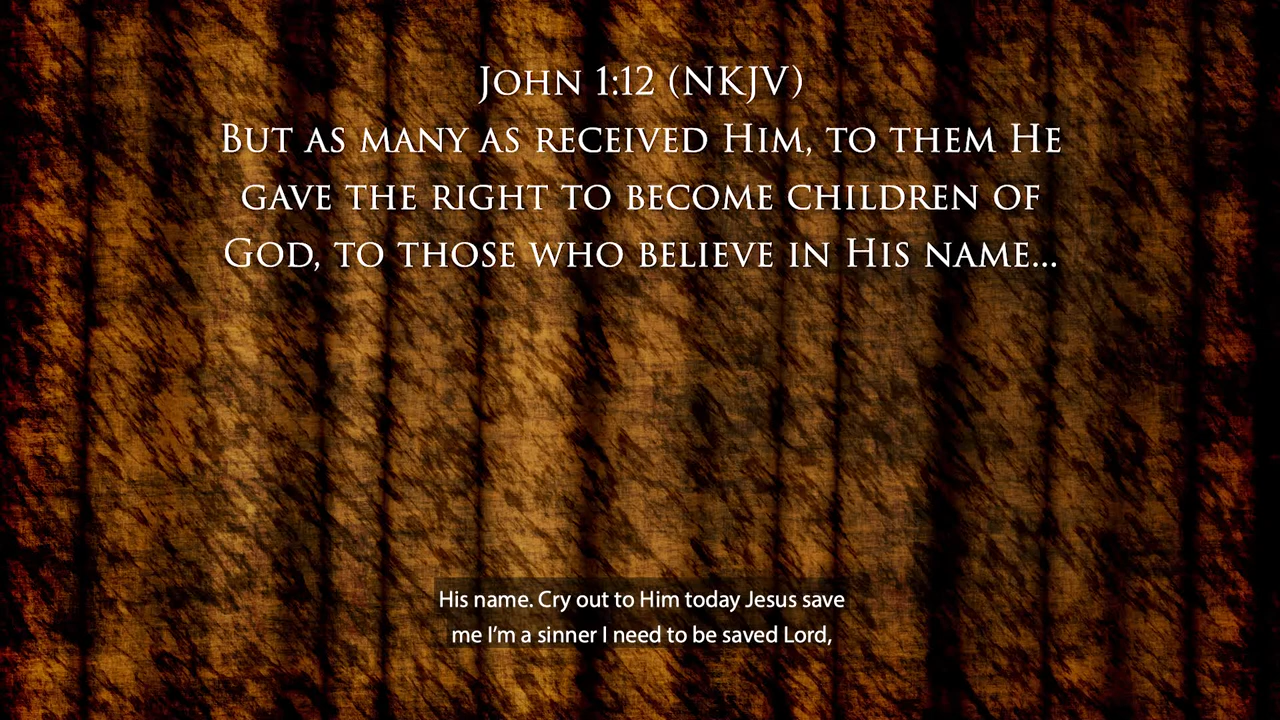 John 1:12 (NKJV)
But as many as received Him, to them He
gave the right to become children of
God, to those who believe in His name...
His name. Cry out to Him today Jesus save
me I’m a sinner I need to be saved Lord,